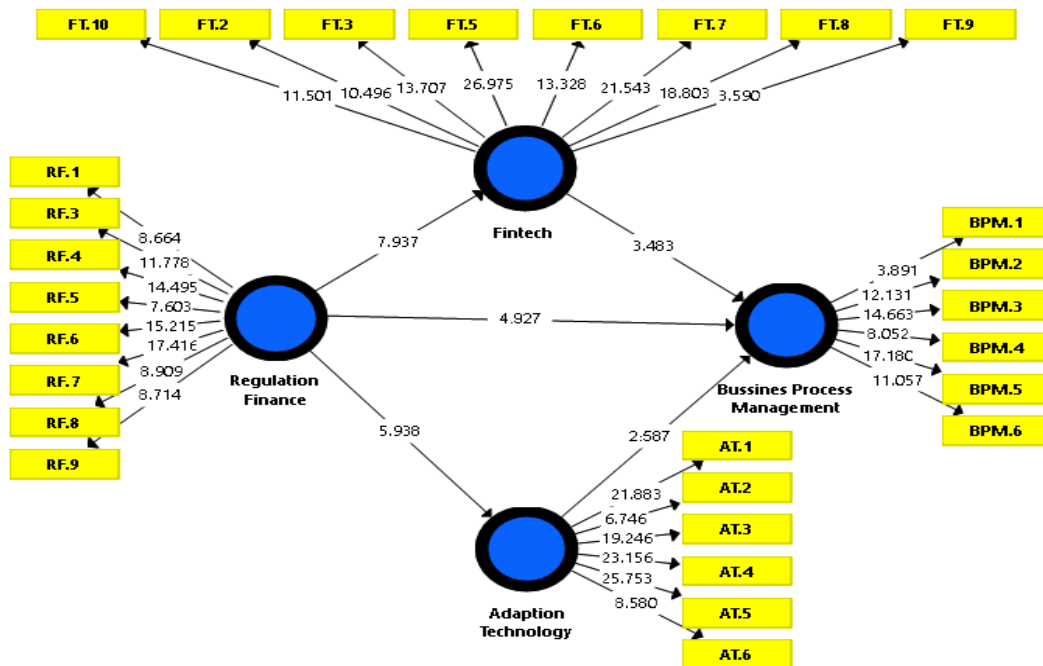 FT.10 FT.2 FT.3 FT.5 FT.6 FT.7 FT.8 FT.9
11.501 10.496 13.707 26.975 13.328 21.543 18.803 3.590
Fintech
RF.1
RF.3
RF.4
RF.5
RF.6
RF.7
RF.8
RF.9
8.664
11.778
14.495
7.603
15.215
17.416
8.909
8.714
Regulation
Finance
7.937
3.483
4.927
5.938
2.587
Bussines Process
Management
3.891
12.131
14.663
8.052
17.180
11.057
BPM.1
BPM.2
BPM.3
BPM.4
BPM.5
BPM.6
Adaption
Technology
21.883
6.746
19.246
23.156
25.753
8.580
AT.1
AT.2
AT.3
AT.4
AT.5
AT.6